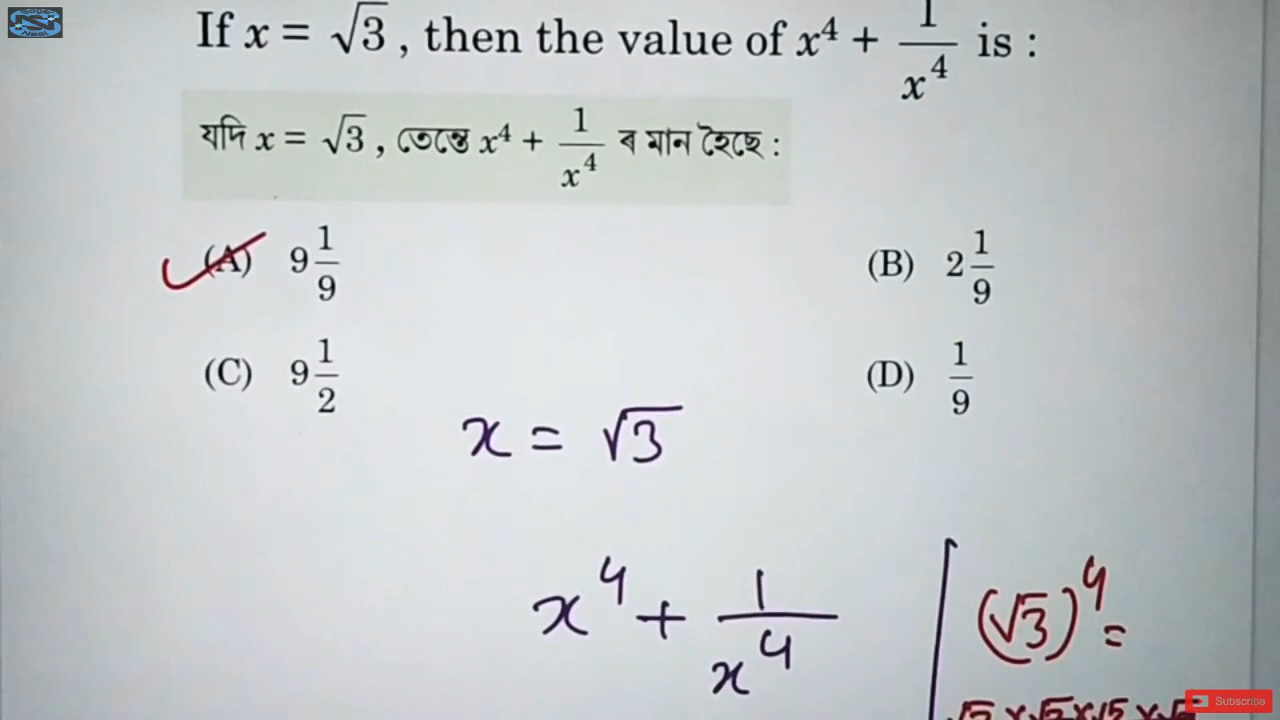 If x = √3 , then the value of x⁴ + 1/x⁴ is :
যদি x = √3 , তেন্তে x⁴ + 1/x⁴ ৰ মান হৈছে :
(A) 9 1/9
(B) 2 1/9
(C) 9 1/2
(D) 1/9
x = √3
x⁴ + 1/x⁴
(√3)⁴ =
Subscribe